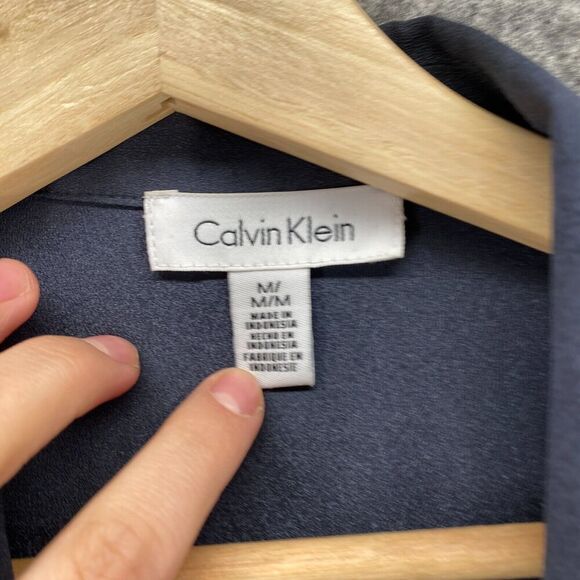 Calvin Klein
M/
M/M
MADE IN
INDONESIA
HECHO EN
INDONESIA
FABRIQUE EN
INDONESIE